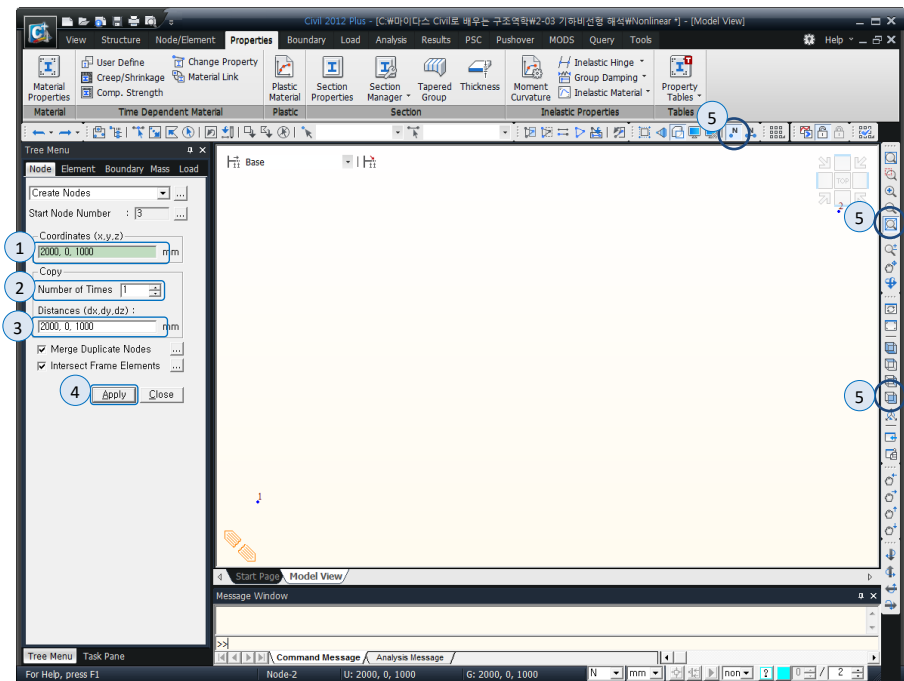 Civil 2012 Plus - [C:₩마이다스 Civil로 배우는 구조역학₩2-03 기하비선형 해석₩Nonlinear *] - [Model View]
View Structure Node/Element Properties Boundary Load Analysis Results PSC Pushover MODS Query Tools Help
Material Properties
User Define
Creep/Shrinkage
Comp. Strength
Change Property
Material Link
Plastic Material
Section Properties
Section Manager
Tapered Group
Thickness
Moment Curvature
Inelastic Hinge
Group Damping
Inelastic Material
Property Tables
Material Time Dependent Material Plastic Section Inelastic Properties Tables
5
Tree Menu
Node Element Boundary Mass Load
Base
TOP
Create Nodes
Start Node Number : 3
2
5
Coordinates (x,y,z)
1
2000, 0, 1000 mm
Copy
2
Number of Times 1
Distances (dx,dy,dz) :
3
2000, 0, 1000 mm
Merge Duplicate Nodes
Intersect Frame Elements
4
Apply Close
5
1
Start Page Model View
Message Window
>>
Tree Menu Task Pane
Command Message Analysis Message
For Help, press F1 Node-2 U: 2000, 0, 1000 G: 2000, 0, 1000 N mm non ? 0 / 2